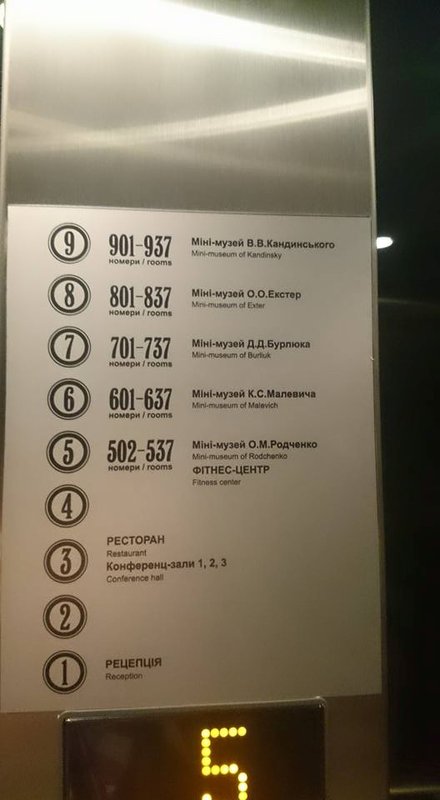 9 901-937 Міні-музей В.В.Кандинського
номери / rooms Mini-museum of Kandinsky
8 801-837 Міні-музей О.О.Екстер
номери / rooms Mini-museum of Exter
7 701-737 Міні-музей Д.Д.Бурлюка
номери / rooms Mini-museum of Burliuk
6 601-637 Міні-музей К.С.Малевича
номери / rooms Mini-museum of Malevich
5 502-537 Міні-музей О.М.Родченко
номери / rooms Mini-museum of Rodchenko
ФІТНЕС-ЦЕНТР
Fitness center
4
3 РЕСТОРАН
Restaurant
Конференц-зали 1, 2, 3
Conference hall
2
1 РЕЦЕПЦІЯ
Reception
5